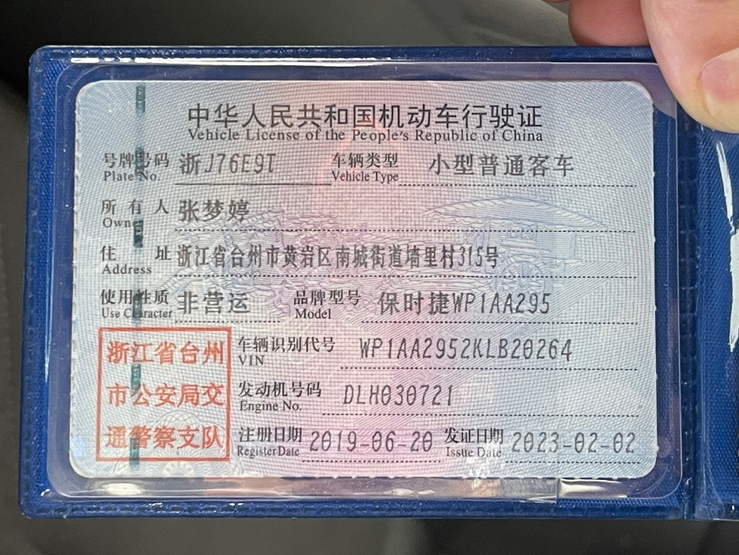 中华人民共和国机动车行驶证
Vehicle License of the People's Republic of China
号牌号码 浙J76E9T 车辆类型 小型普通客车
Plate No. Vehicle Type
所有人 张梦婷
Owner
住址 浙江省台州市黄岩区南城街道墙里村315号
Address
使用性质 非营运 品牌型号 保时捷WP1AA295
Use Character Model
浙江省台州
市公安局交
通警察支队
车辆识别代号 WP1AA2952KLB20264
VIN
发动机号码 DLH030721
Engine No.
注册日期 2019-06-20 发证日期 2023-02-02
Register Date Issue Date